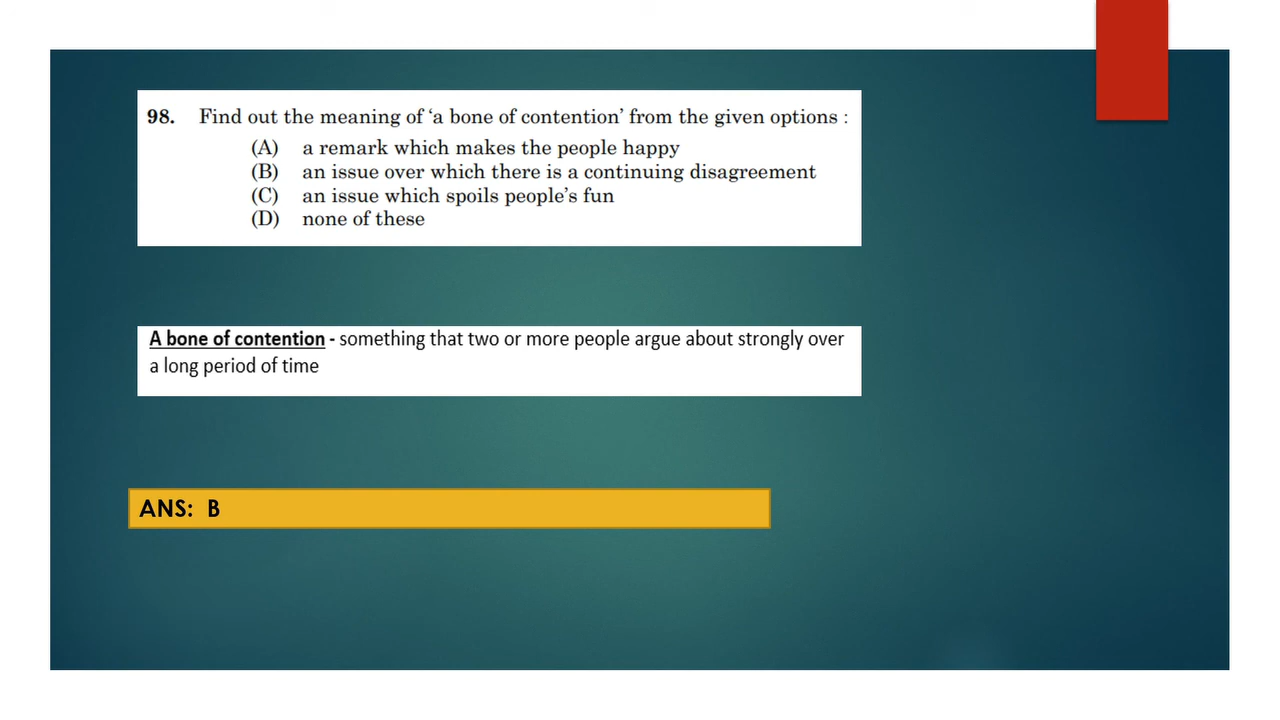 98. Find out the meaning of ‘a bone of contention’ from the given options :
(A) a remark which makes the people happy
(B) an issue over which there is a continuing disagreement
(C) an issue which spoils people’s fun
(D) none of these
A bone of contention - something that two or more people argue about strongly over
a long period of time
ANS: B